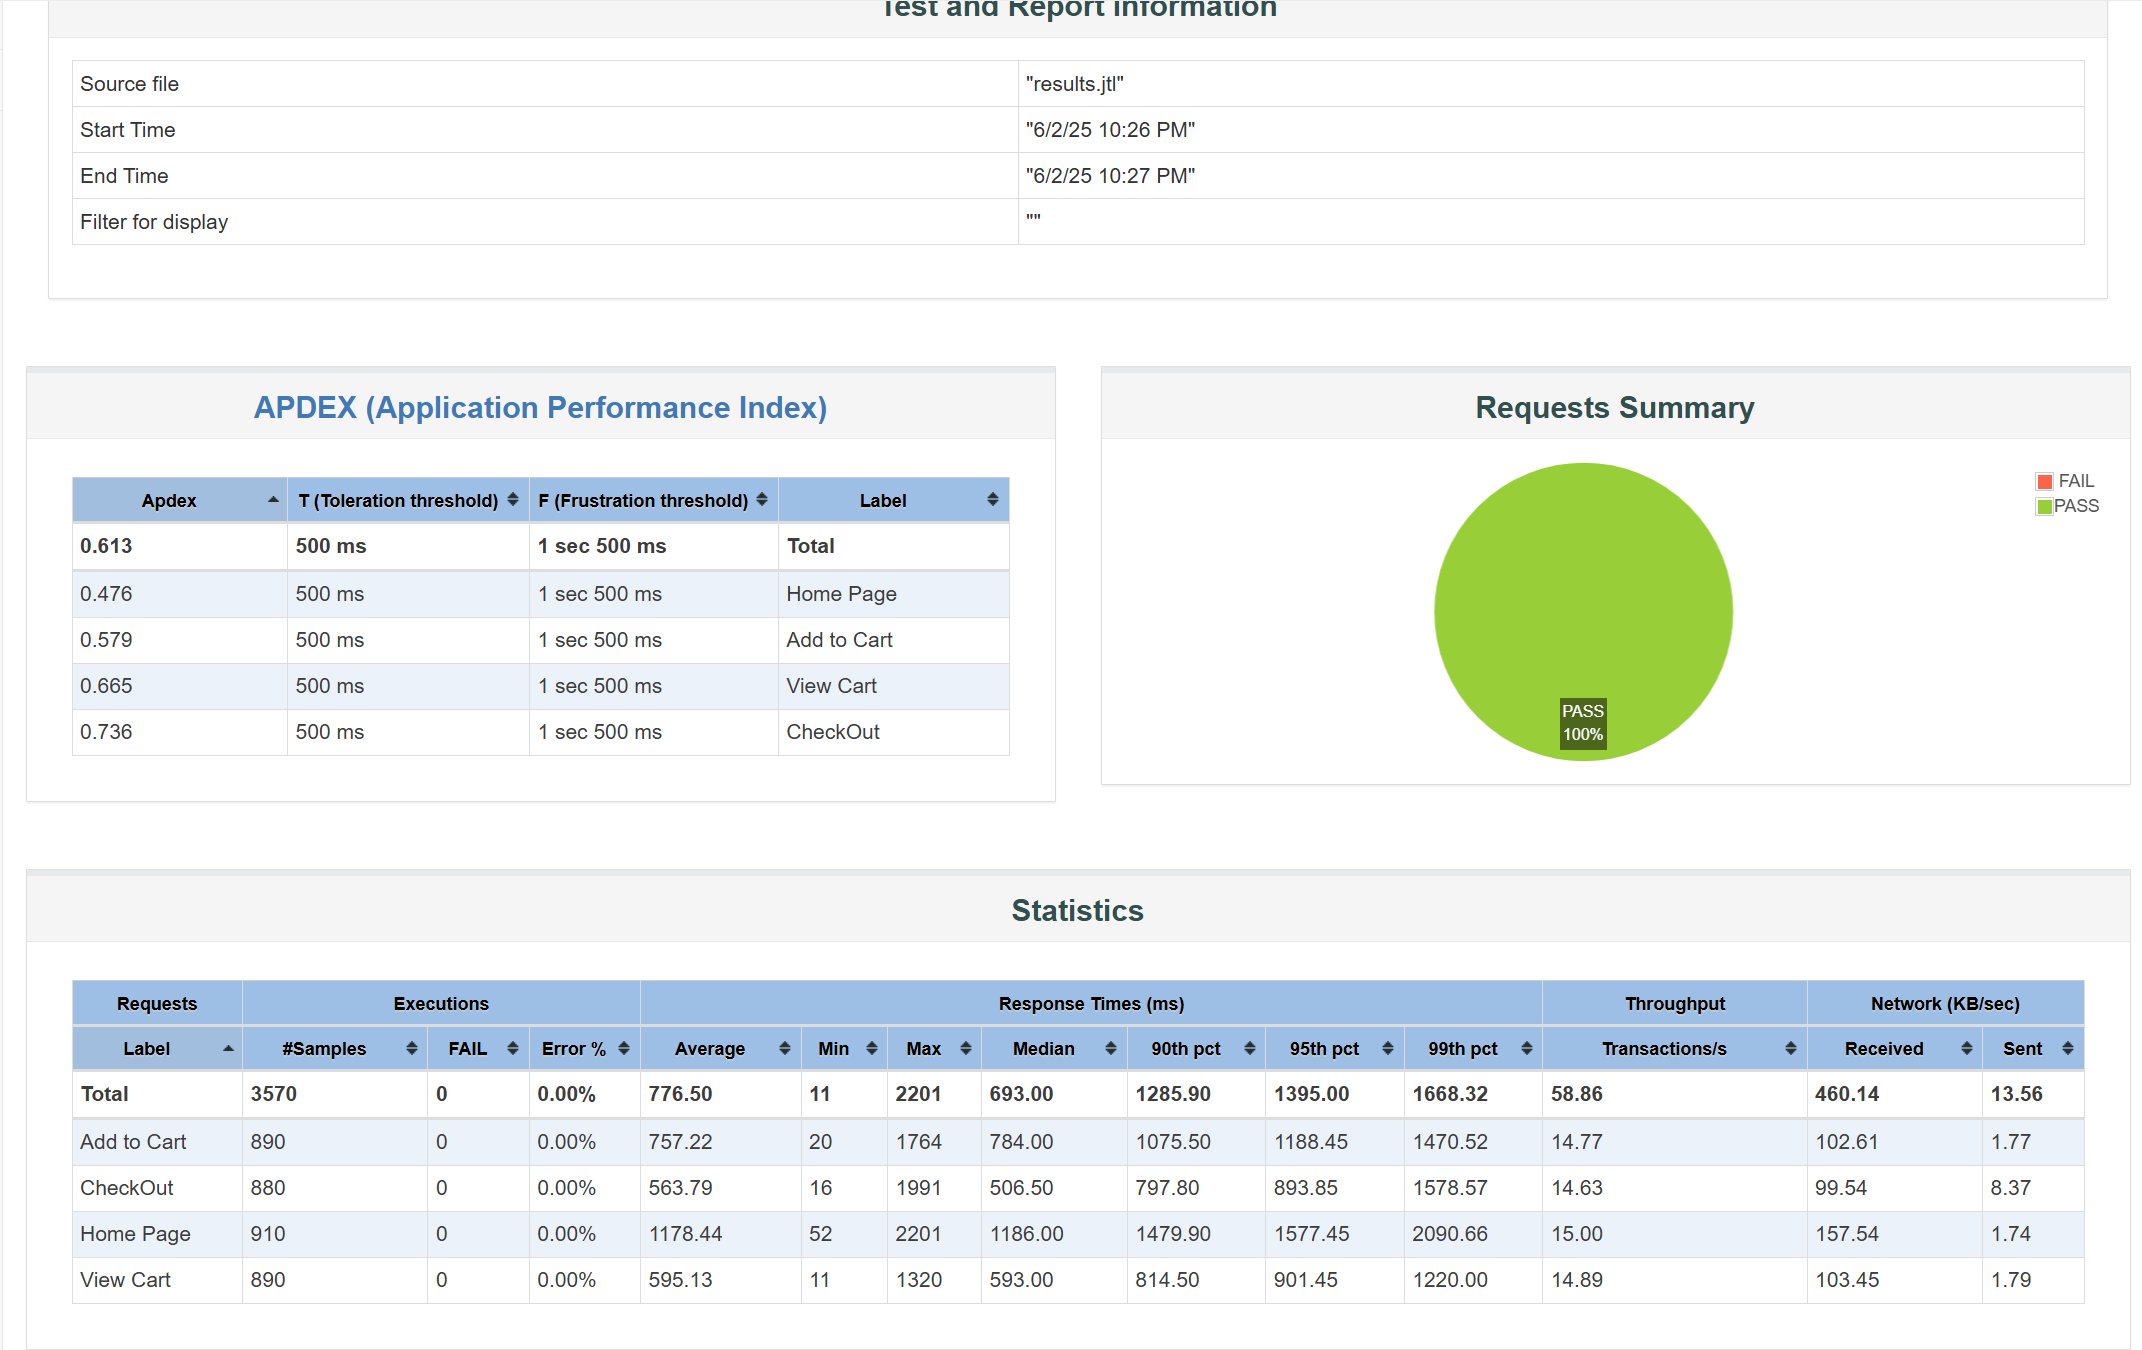 Test and Report information
Source file "results.jtl"
Start Time "6/2/25 10:26 PM"
End Time "6/2/25 10:27 PM"
Filter for display ""
APDEX (Application Performance Index)
Apdex T (Toleration threshold) F (Frustration threshold) Label
0.613 500 ms 1 sec 500 ms Total
0.476 500 ms 1 sec 500 ms Home Page
0.579 500 ms 1 sec 500 ms Add to Cart
0.665 500 ms 1 sec 500 ms View Cart
0.736 500 ms 1 sec 500 ms CheckOut
Requests Summary
FAIL
PASS
PASS
100%
Statistics
Requests Executions Response Times (ms) Throughput Network (KB/sec)
Label #Samples FAIL Error % Average Min Max Median 90th pct 95th pct 99th pct Transactions/s Received Sent
Total 3570 0 0.00% 776.50 11 2201 693.00 1285.90 1395.00 1668.32 58.86 460.14 13.56
Add to Cart 890 0 0.00% 757.22 20 1764 784.00 1075.50 1188.45 1470.52 14.77 102.61 1.77
CheckOut 880 0 0.00% 563.79 16 1991 506.50 797.80 893.85 1578.57 14.63 99.54 8.37
Home Page 910 0 0.00% 1178.44 52 2201 1186.00 1479.90 1577.45 2090.66 15.00 157.54 1.74
View Cart 890 0 0.00% 595.13 11 1320 593.00 814.50 901.45 1220.00 14.89 103.45 1.79